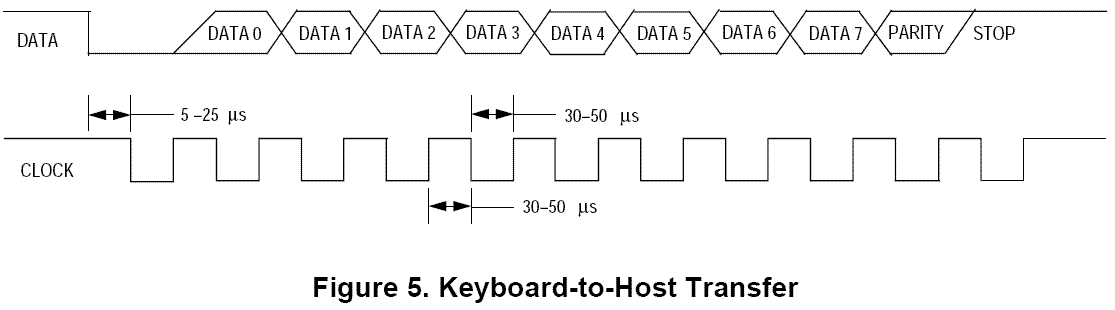 DATA DATA 0 DATA 1 DATA 2 DATA 3 DATA 4 DATA 5 DATA 6 DATA 7 PARITY STOP
5 –25 μs 30–50 μs
CLOCK
30–50 μs
Figure 5. Keyboard-to-Host Transfer